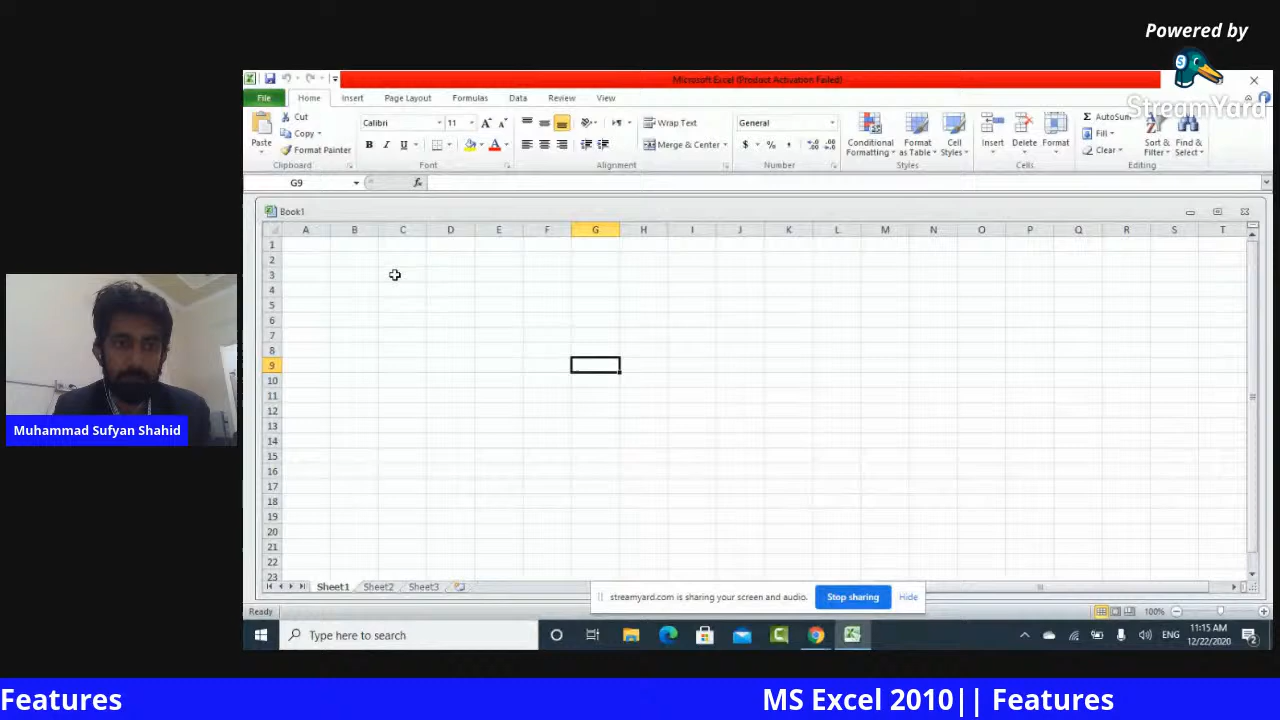 Powered by
StreamYard
Microsoft Excel (Product Activation Failed)
File Home Insert Page Layout Formulas Data Review View
Paste
Cut
Copy
Format Painter
Clipboard
Calibri 11
B I U
Font
Wrap Text
Merge & Center
Alignment
General
$ % ,
Number
Conditional Formatting
Format as Table
Cell Styles
Styles
Insert
Delete
Format
Cells
AutoSum
Fill
Clear
Sort & Filter
Find & Select
Editing
G9
fx
Book1
A B C D E F G H I J K L M N O P Q R S T
1
2
3
4
5
6
7
8
9
10
11
12
13
14
15
16
17
18
19
20
21
22
23
Muhammad Sufyan Shahid
Sheet1 Sheet2 Sheet3
streamyard.com is sharing your screen and audio.
Stop sharing
Hide
Ready
100%
Type here to search
ENG
11:15 AM
12/22/2020
2
Features
MS Excel 2010|| Features